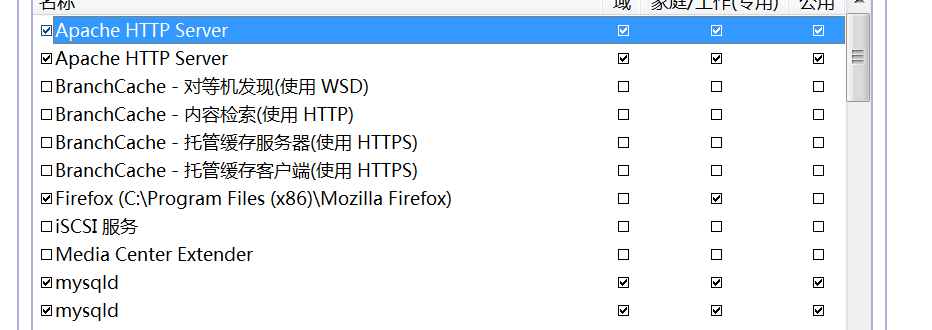 名称 域 家庭/工作(专用) 公用
Apache HTTP Server
Apache HTTP Server
BranchCache - 对等机发现(使用 WSD)
BranchCache - 内容检索(使用 HTTP)
BranchCache - 托管缓存服务器(使用 HTTPS)
BranchCache - 托管缓存客户端(使用 HTTPS)
Firefox (C:\Program Files (x86)\Mozilla Firefox)
iSCSI 服务
Media Center Extender
mysqld
mysqld